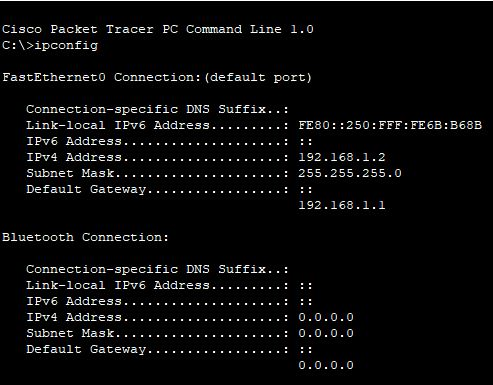 Cisco Packet Tracer PC Command Line 1.0
C:\>ipconfig
FastEthernet0 Connection:(default port)
Connection-specific DNS Suffix..:
Link-local IPv6 Address.........: FE80::250:FFF:FE6B:B68B
IPv6 Address....................: ::
IPv4 Address....................: 192.168.1.2
Subnet Mask.....................: 255.255.255.0
Default Gateway.................: ::
192.168.1.1
Bluetooth Connection:
Connection-specific DNS Suffix..:
Link-local IPv6 Address.........: ::
IPv6 Address....................: ::
IPv4 Address....................: 0.0.0.0
Subnet Mask.....................: 0.0.0.0
Default Gateway.................: ::
0.0.0.0